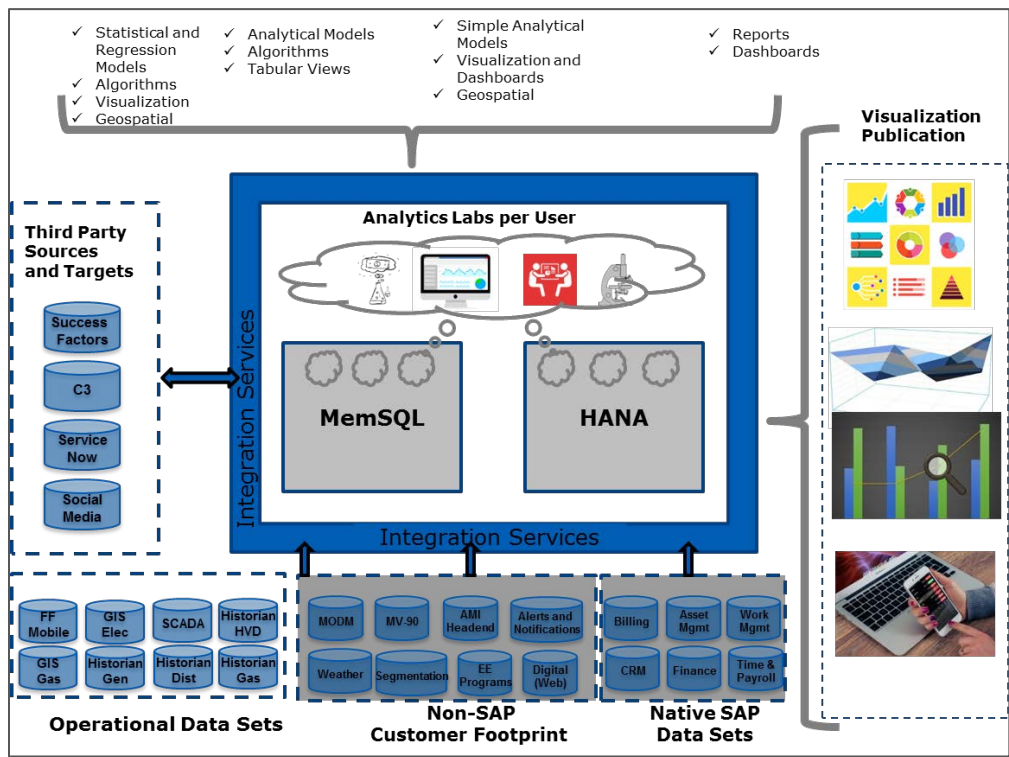 ✓ Statistical and
Regression
Models
✓ Algorithms
✓ Visualization
✓ Geospatial
✓ Analytical Models
✓ Algorithms
✓ Tabular Views
✓ Simple Analytical
Models
✓ Visualization and
Dashboards
✓ Geospatial
✓ Reports
✓ Dashboards
Visualization
Publication
Third Party
Sources
and Targets
Success
Factors
C3
Service
Now
Social
Media
Integration Services
Analytics Labs per User
MemSQL
HANA
Integration Services
FF
Mobile
GIS
Elec
SCADA
Historian
HVD
GIS
Gas
Historian
Gen
Historian
Dist
Historian
Gas
Operational Data Sets
MODM
MV-90
AMI
Headend
Alerts and
Notifications
Weather
Segmentation
EE
Programs
Digital
(Web)
Non-SAP
Customer Footprint
Billing
Asset
Mgmt
Work
Mgmt
CRM
Finance
Time &
Payroll
Native SAP
Data Sets